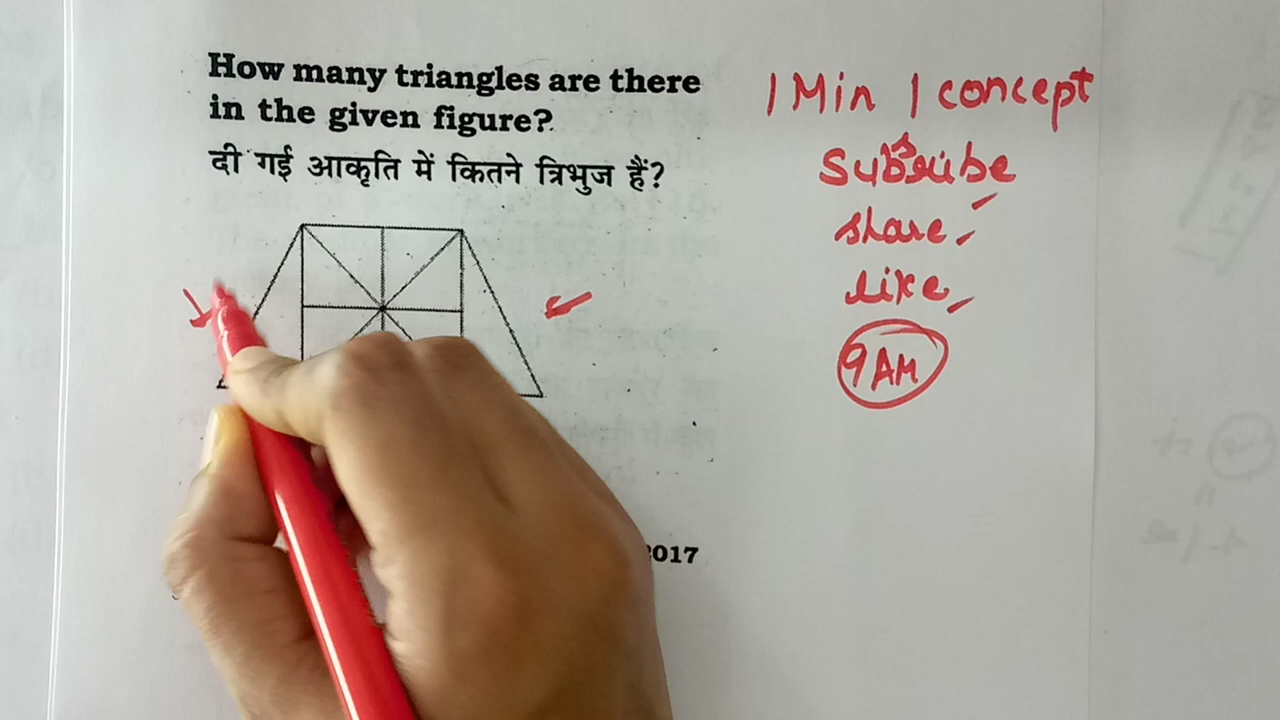 How many triangles are there
in the given figure?
दी गई आकृति में कितने त्रिभुज हैं?
1 Min 1 concept
Subscribe
share
like
9AM
2017